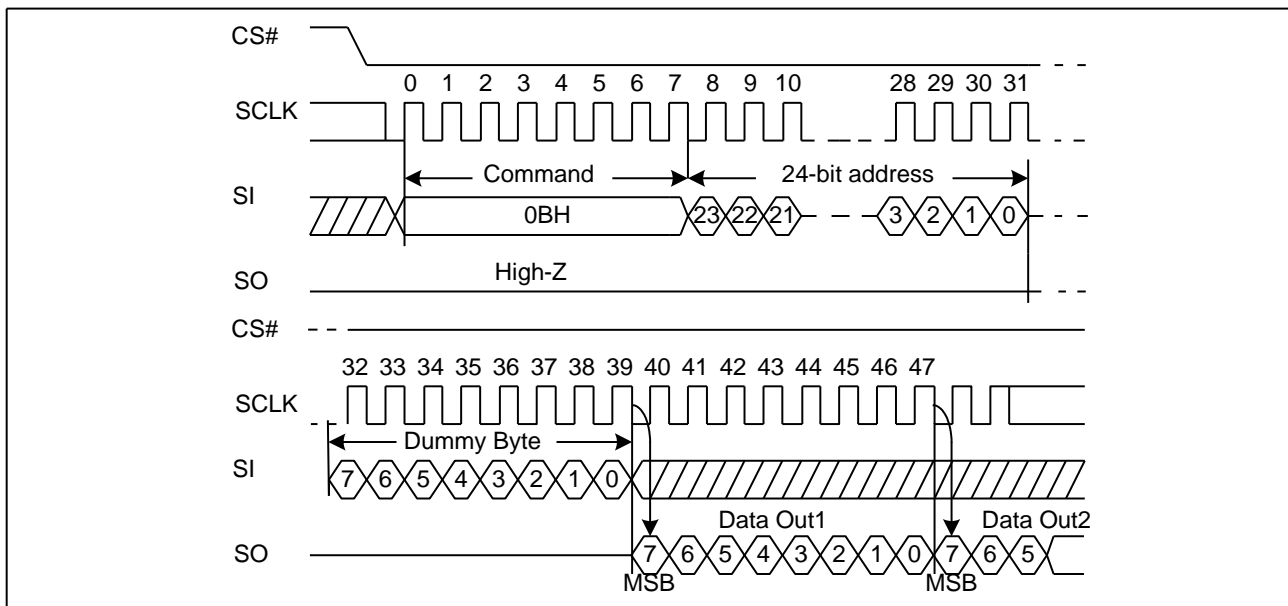 CS#
0 1 2 3 4 5 6 7 8 9 10 28 29 30 31
SCLK
Command 24-bit address
SI
0BH 23 22 21 3 2 1 0
High-Z
SO
CS#
32 33 34 35 36 37 38 39 40 41 42 43 44 45 46 47
SCLK
Dummy Byte
SI
7 6 5 4 3 2 1 0
Data Out1 Data Out2
SO
7 6 5 4 3 2 1 0 7 6 5
MSB MSB